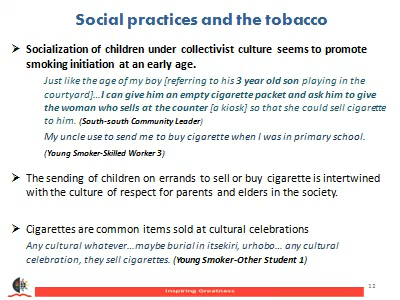 Social practices and the tobacco
➢ Socialization of children under collectivist culture seems to promote
smoking initiation at an early age.
Just like the age of my boy [referring to his 3 year old son playing in the
courtyard]…I can give him an empty cigarette packet and ask him to give
the woman who sells at the counter [a kiosk] so that she could sell cigarette
to him. (South-south Community Leader)
My uncle use to send me to buy cigarette when I was in primary school.
(Young Smoker-Skilled Worker 3)
➢ The sending of children on errands to sell or buy cigarette is intertwined
with the culture of respect for parents and elders in the society.
➢ Cigarettes are common items sold at cultural celebrations
Any cultural whatever…maybe burial in itsekiri, urhobo… any cultural
celebration, they sell cigarettes. (Young Smoker-Other Student 1)
12
Inspiring Greatness